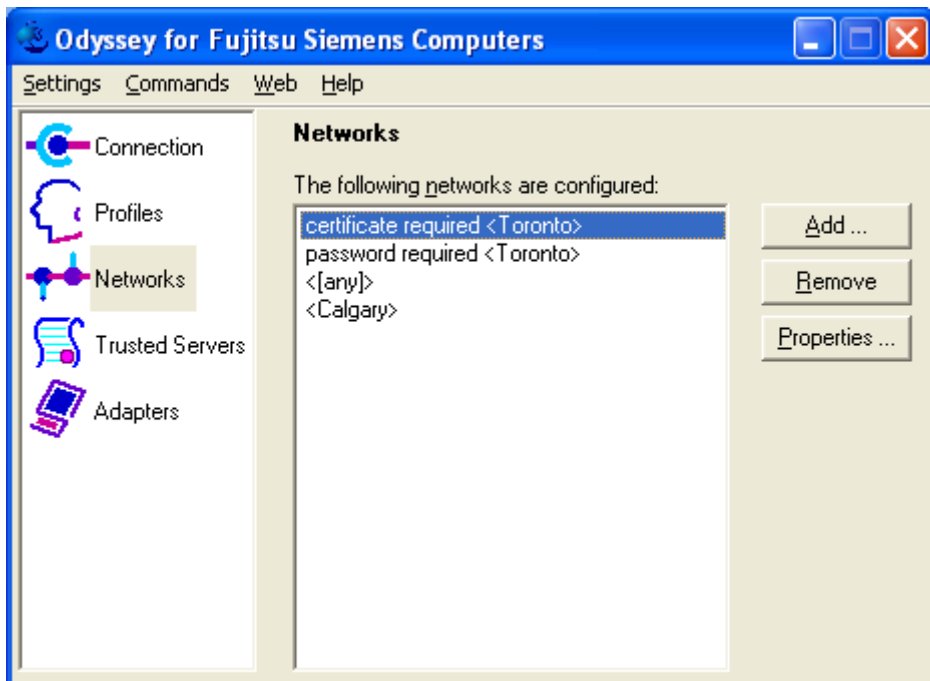 Odyssey for Fujitsu Siemens Computers
Settings Commands Web Help
Connection
Profiles
Networks
Trusted Servers
Adapters
Networks
The following networks are configured:
certificate required <Toronto>
password required <Toronto>
<[any]>
<Calgary>
Add ...
Remove
Properties ...